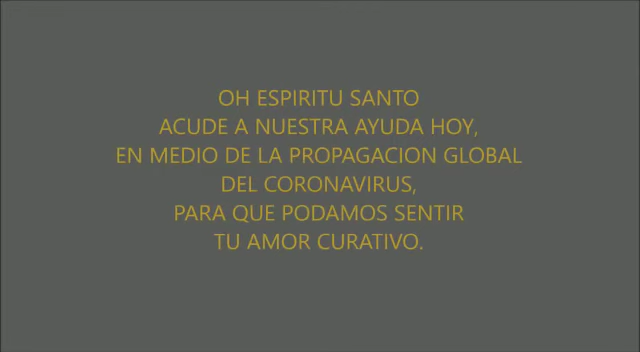 OH ESPIRITU SANTO
ACUDE A NUESTRA AYUDA HOY,
EN MEDIO DE LA PROPAGACION GLOBAL
DEL CORONAVIRUS,
PARA QUE PODAMOS SENTIR
TU AMOR CURATIVO.